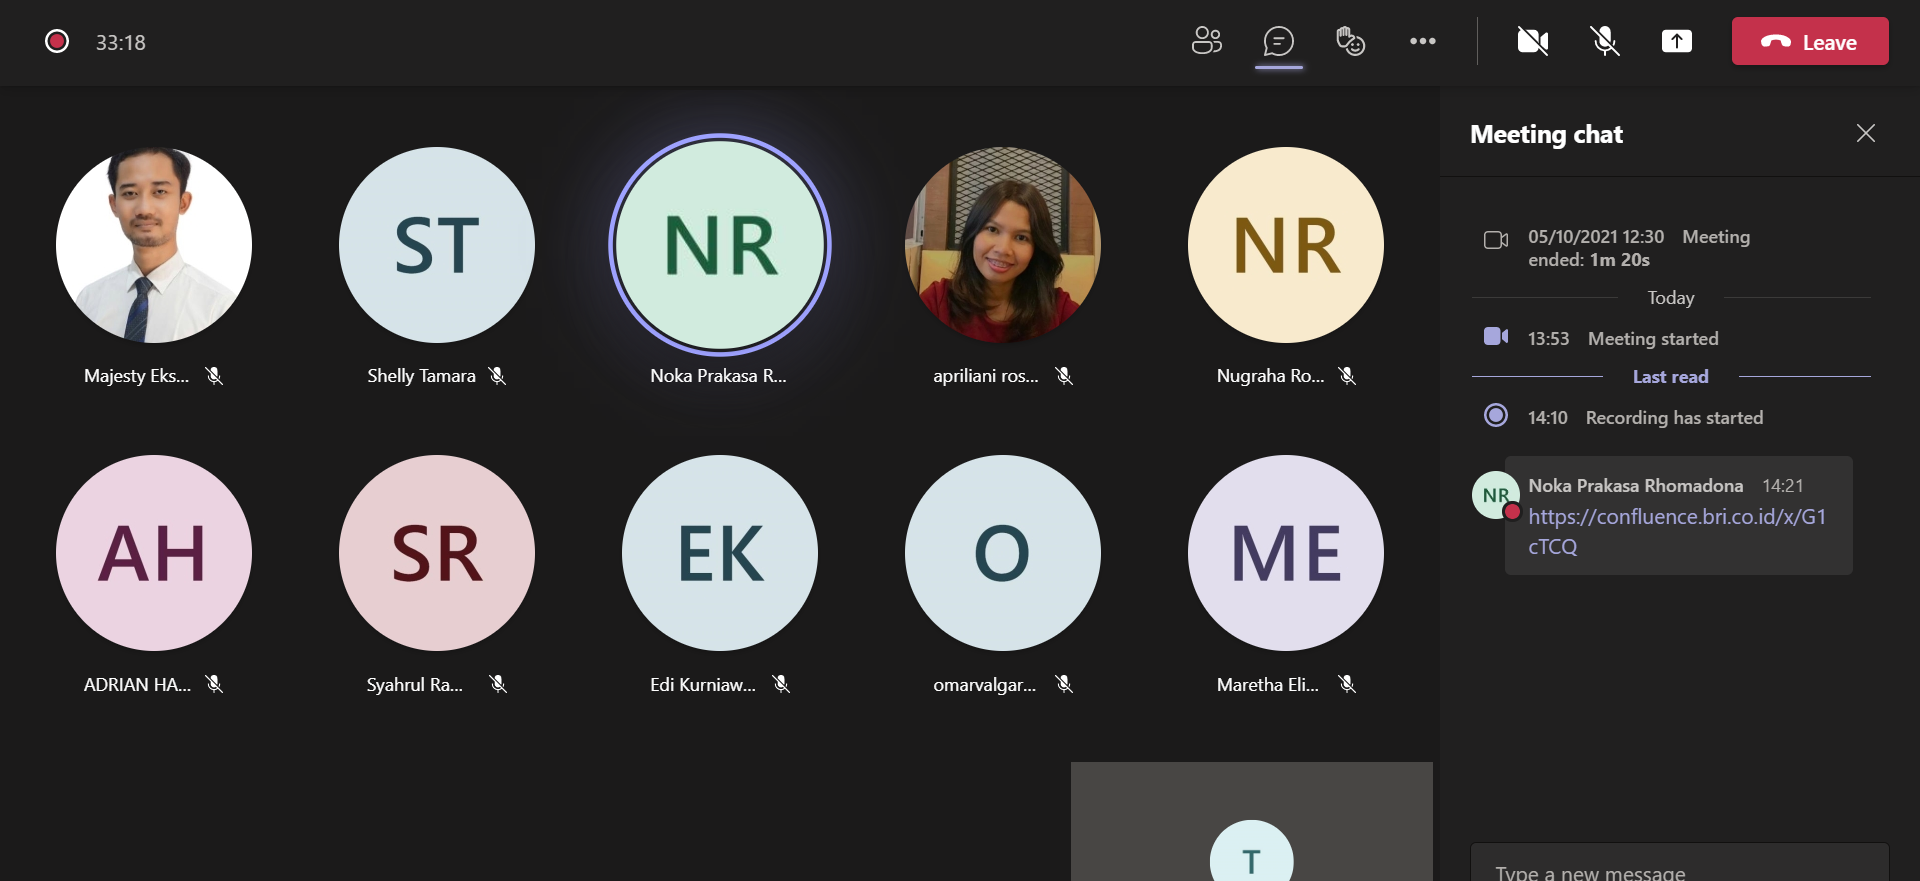 33:18
Leave
ST
NR
NR
Majesty Eks...
Shelly Tamara
Noka Prakasa R...
apriliani ros...
Nugraha Ro...
AH
SR
EK
O
ME
ADRIAN HA...
Syahrul Ra...
Edi Kurniaw...
omarvalgar...
Maretha Eli...
T
Meeting chat
05/10/2021 12:30 Meeting
ended: 1m 20s
Today
13:53 Meeting started
Last read
14:10 Recording has started
NR
Noka Prakasa Rhomadona 14:21
https://confluence.bri.co.id/x/G1
cTCQ
Type a new message